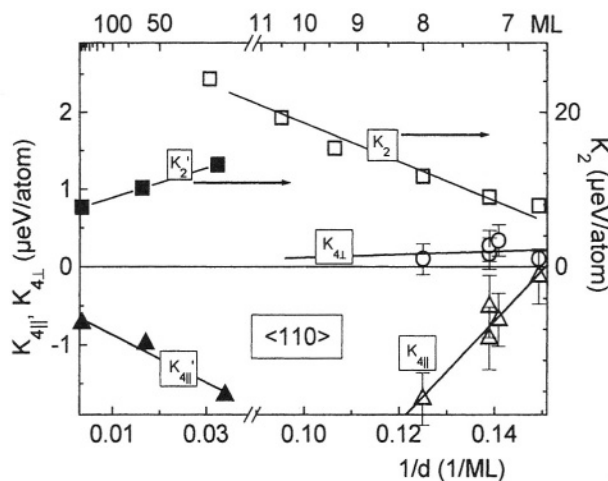 100 50 11 10 9 8 7 ML
2
1
0
-1
20
10
0
K4||, K4⊥ (µeV/atom)
K2 (µeV/atom)
K2
K2'
K4⊥
<110>
K4||
K4||'
0.01 0.03 0.10 0.12 0.14
1/d (1/ML)